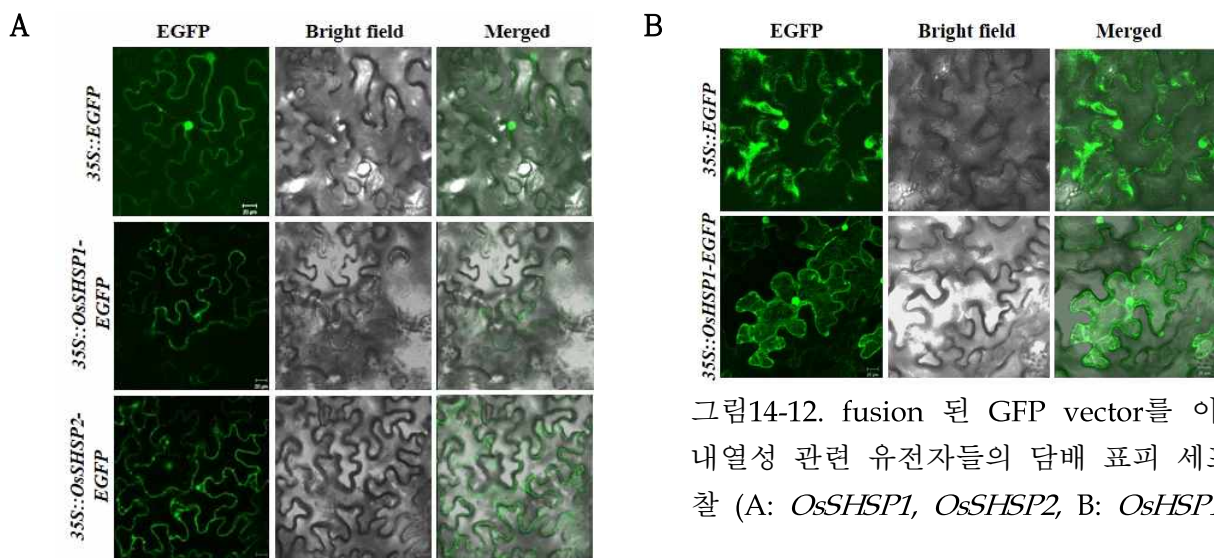 A
EGFP Bright field Merged
35S::EGFP
35S::OsSHSP1-
EGFP
35S::OsSHSP2-
EGFP
B
EGFP Bright field Merged
35S::EGFP
35S::OsHSP1-EGFP
그림14-12. fusion 된 GFP vector를 이
내열성 관련 유전자들의 담배 표피 세
찰 (A: OsSHSP1, OsSHSP2, B: OsHSP